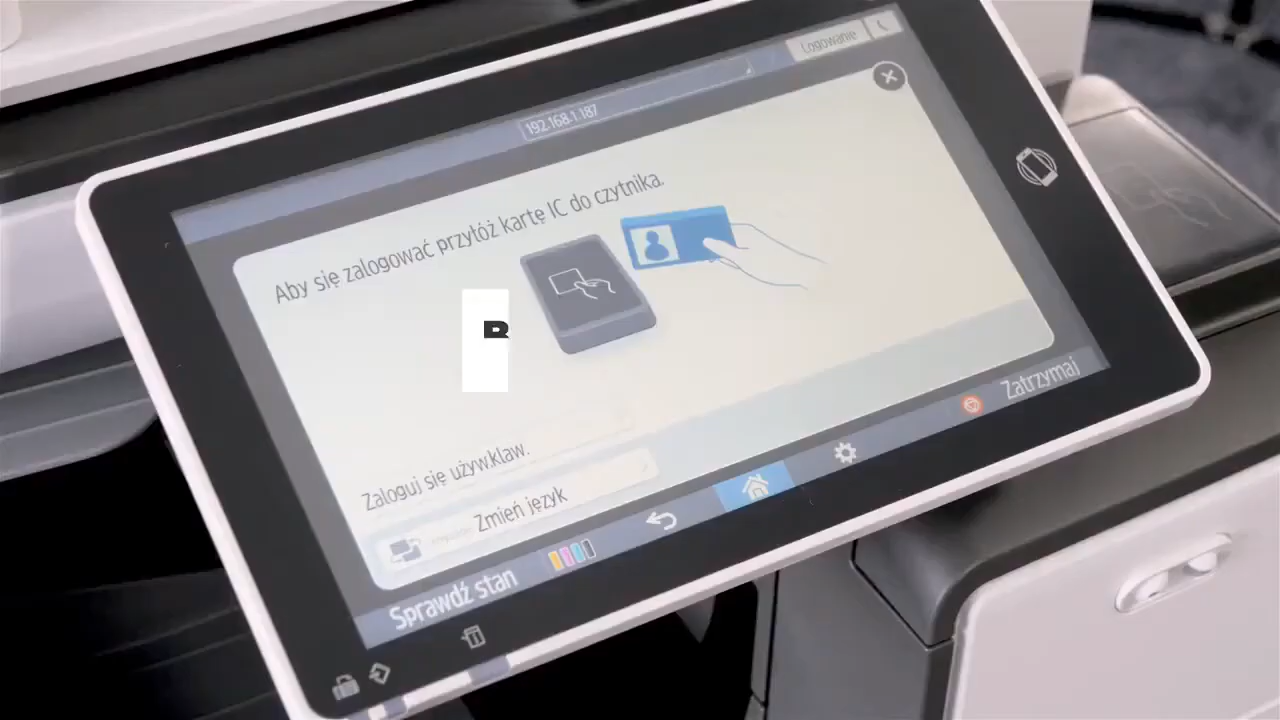 Logowanie
192.168.1.187
Aby się zalogować przyłóż kartę IC do czytnika.
Zaloguj się używ.klaw.
Zmień język
Sprawdź stan
Zatrzymaj